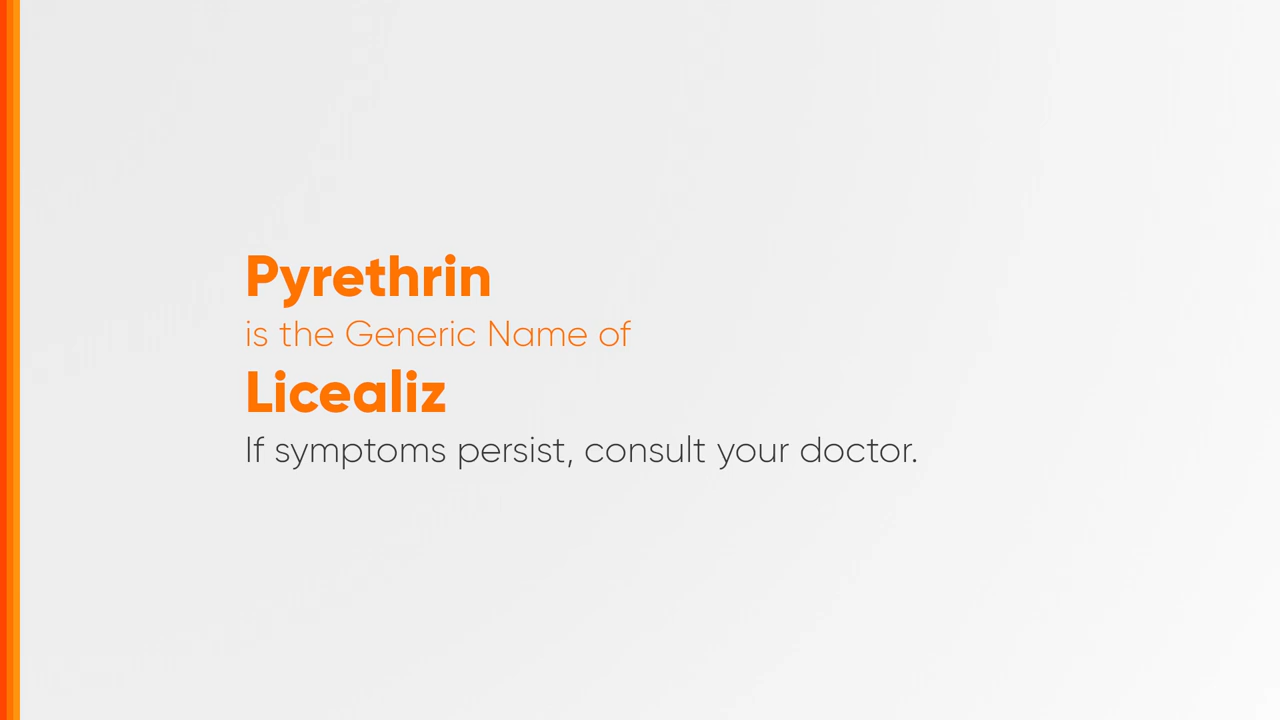 Pyrethrin
is the Generic Name of
Licealiz
If symptoms persist, consult your doctor.